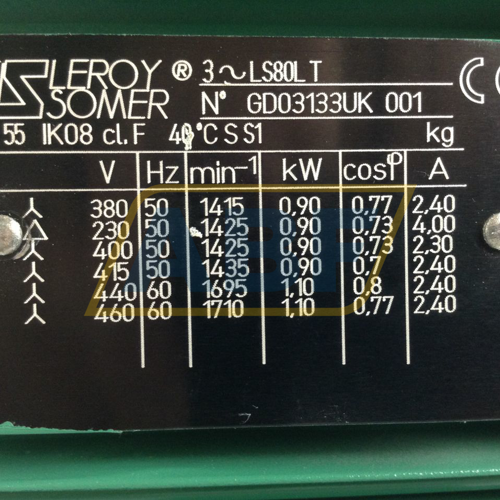 LEROY SOMER ® 3~ LS80L T
N° GD03133UK 001
55 IK08 cl.F 40°C S S1 kg
V Hz min-1 kW cosφ A
380 50 1415 0,90 0,77 2,40
230 50 1425 0,90 0,73 4,00
400 50 1425 0,90 0,73 2,30
415 50 1435 0,90 0,7 2,40
440 60 1695 1,10 0,8 2,40
460 60 1710 1,10 0,77 2,40